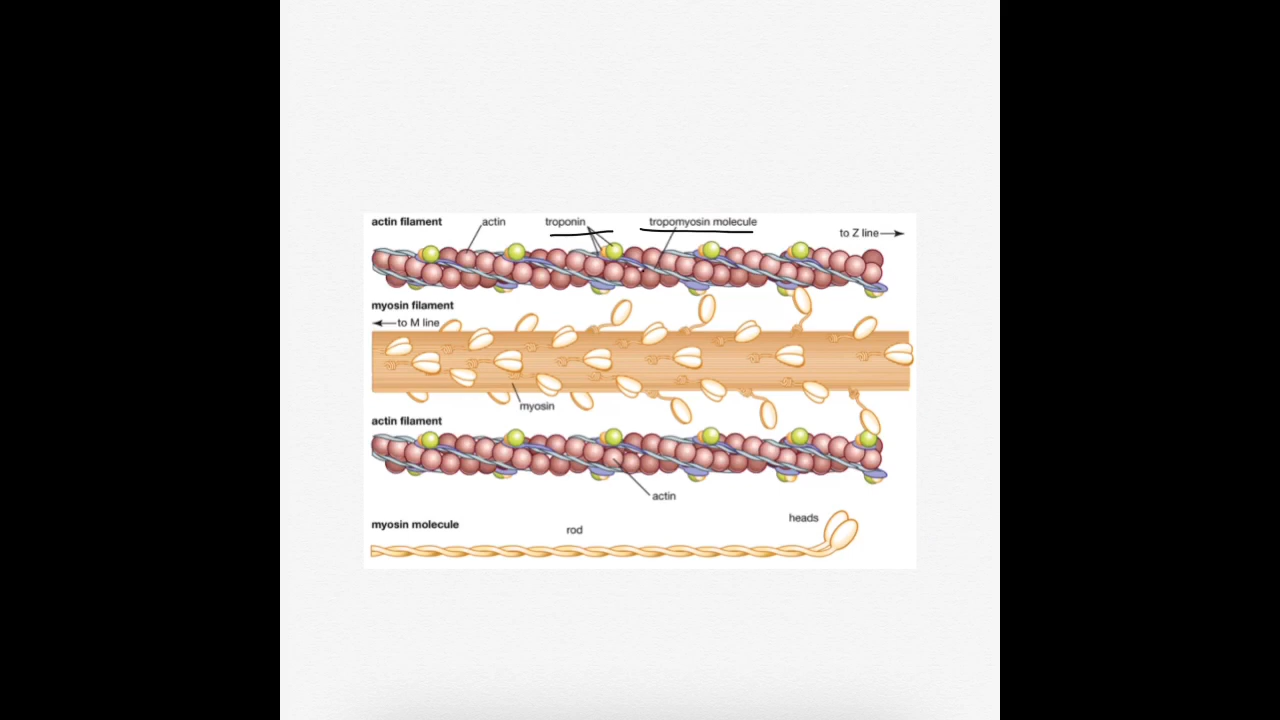 actin filament actin troponin tropomyosin molecule
to Z line
myosin filament
to M line
myosin
actin filament
actin
heads
myosin molecule rod